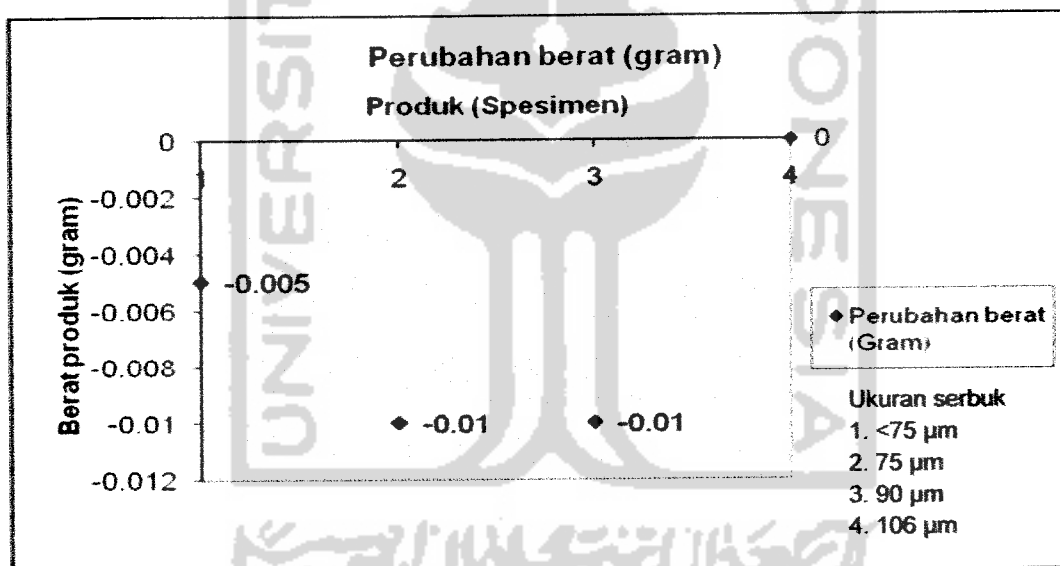 Perubahan berat (gram)
Produk (Spesimen)
0
1
2
3
4
0
-0.002
-0.004
-0.006
-0.008
-0.01
-0.012
Berat produk (gram)
-0.005
-0.01
-0.01
Perubahan berat
(Gram)
Ukuran serbuk
1. <75 µm
2. 75 µm
3. 90 µm
4. 106 µm